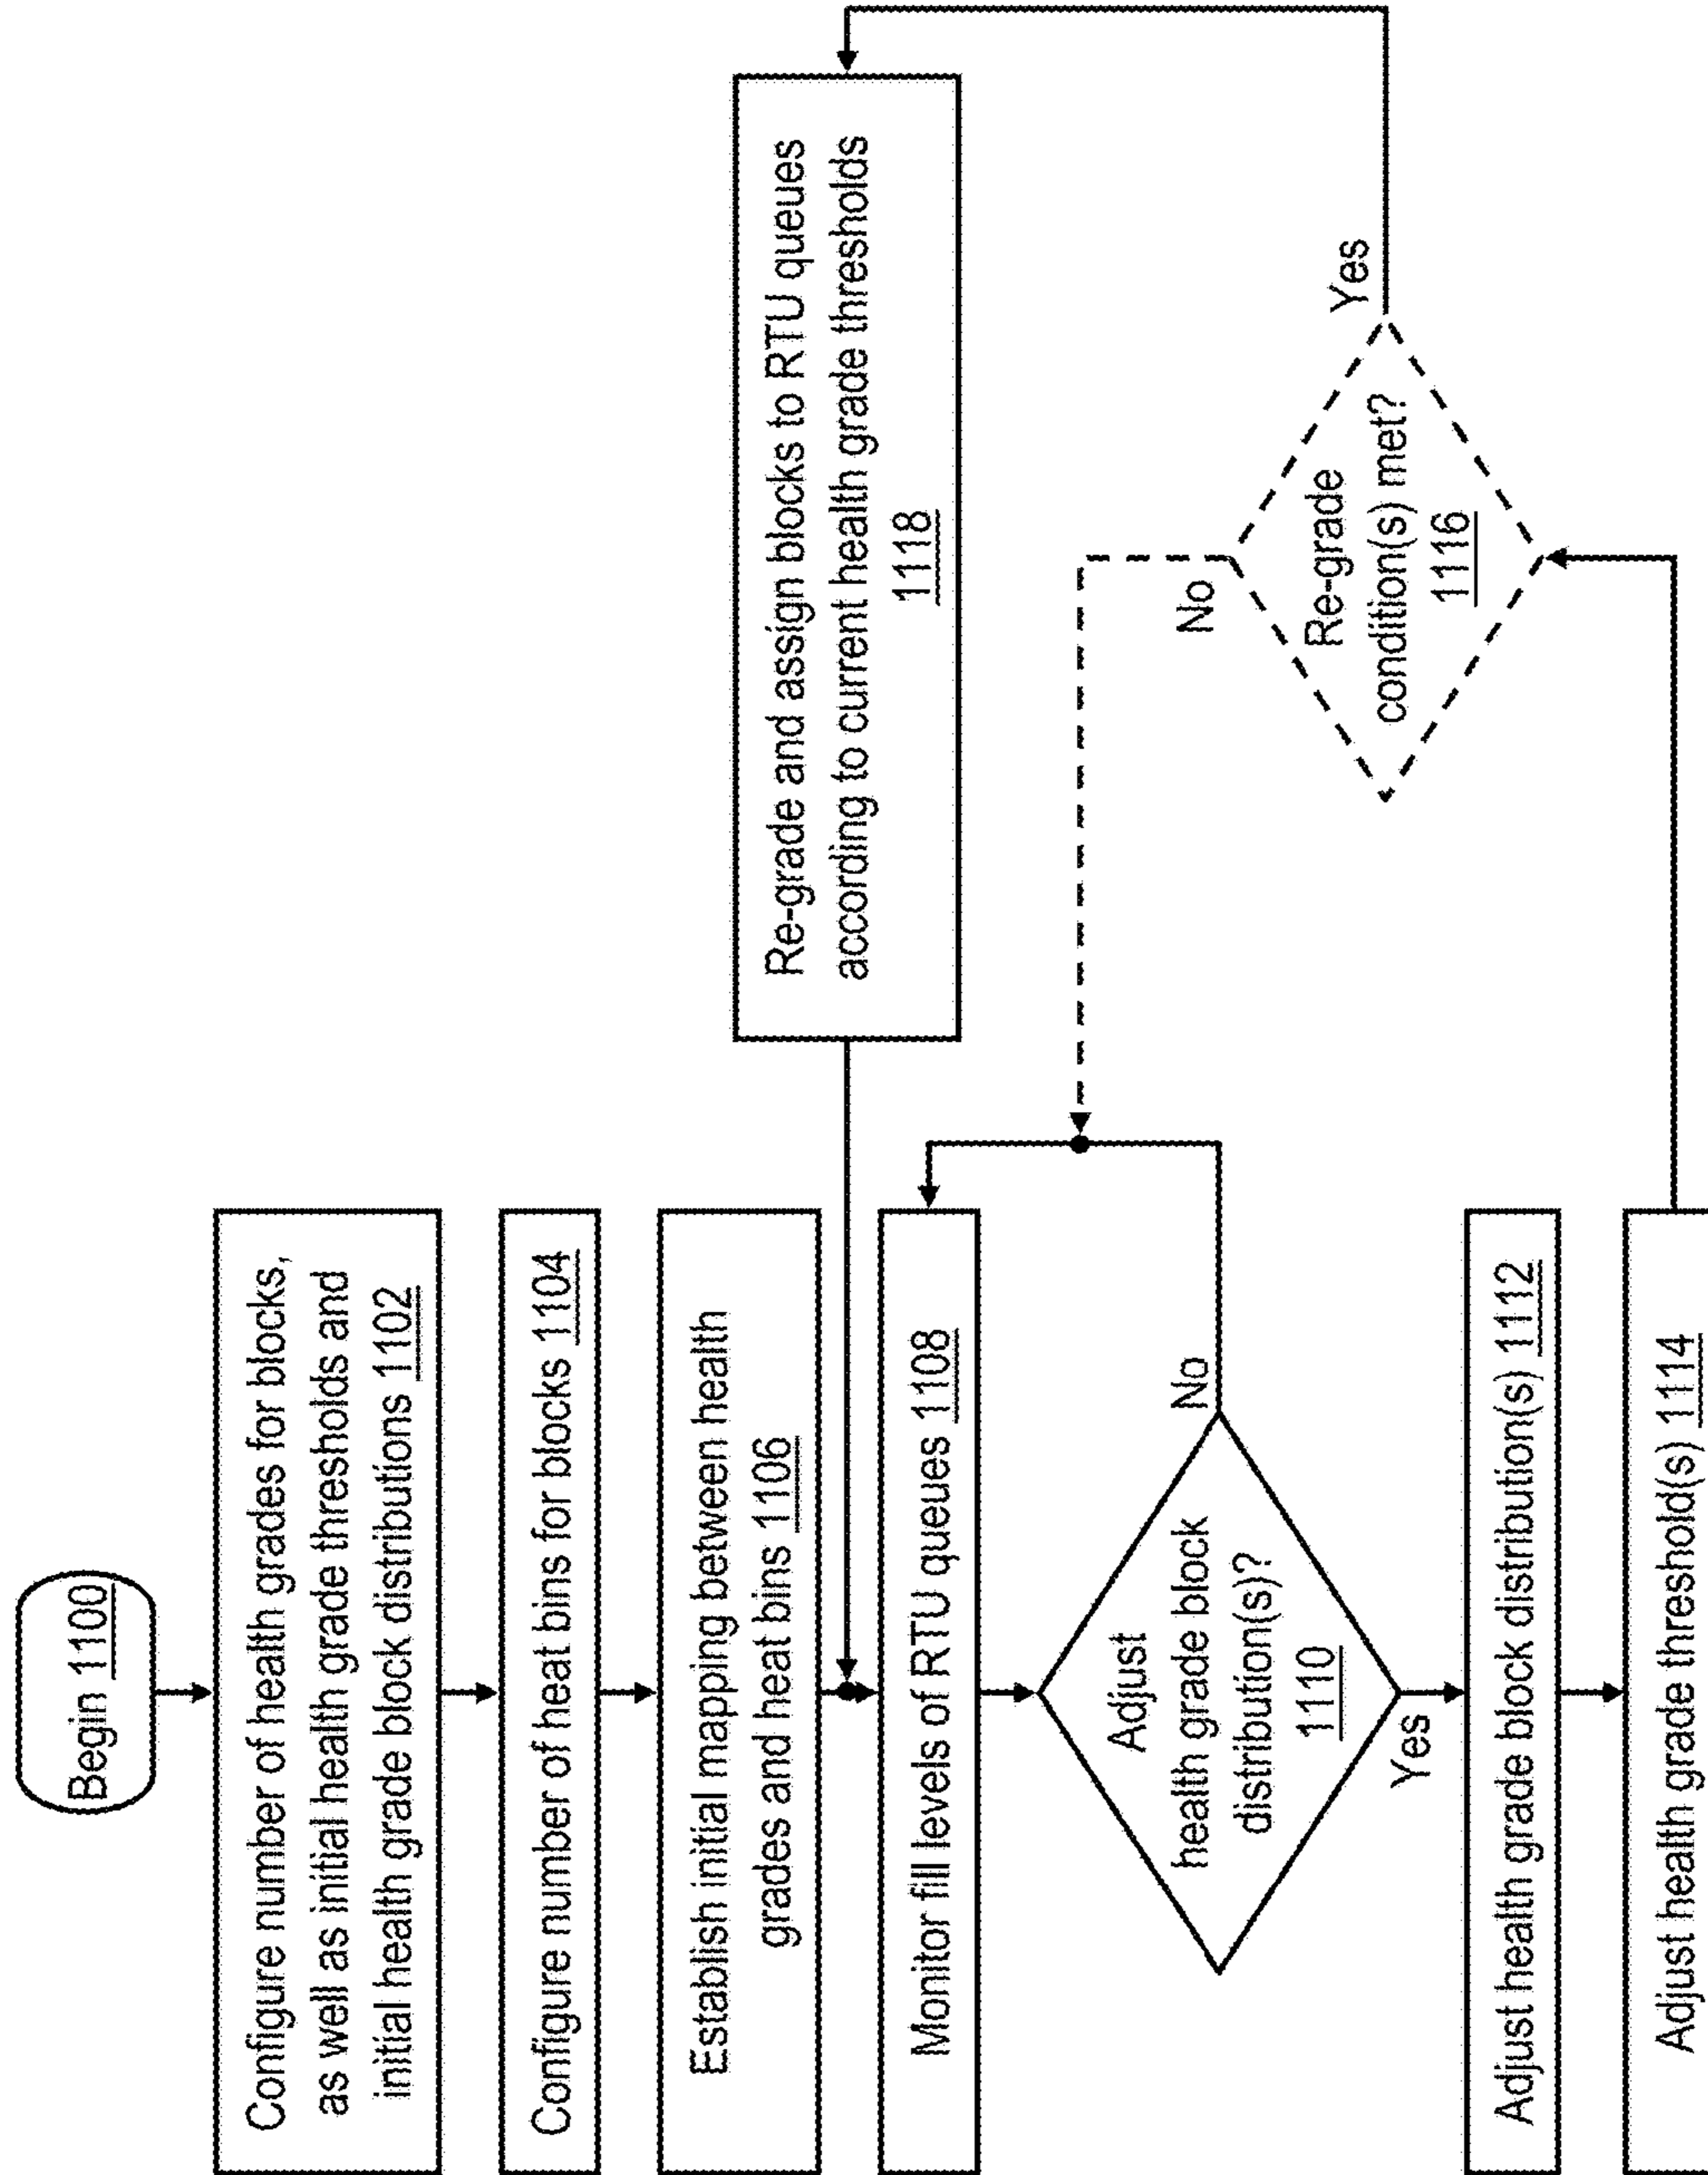 Begin 1100
Configure number of health grades for blocks,
as well as initial health grade thresholds and
initial health grade block distributions 1102
Configure number of heat bins for blocks 1104
Establish initial mapping between health
grades and heat bins 1106
Monitor fill levels of RTU queues 1108
Adjust
health grade block
distribution(s)?
1110
No
Yes
Adjust health grade block distribution(s) 1112
Adjust health grade threshold(s) 1114
Re-grade
condition(s) met?
1116
No
Yes
Re-grade and assign blocks to RTU queues
according to current health grade thresholds
1118